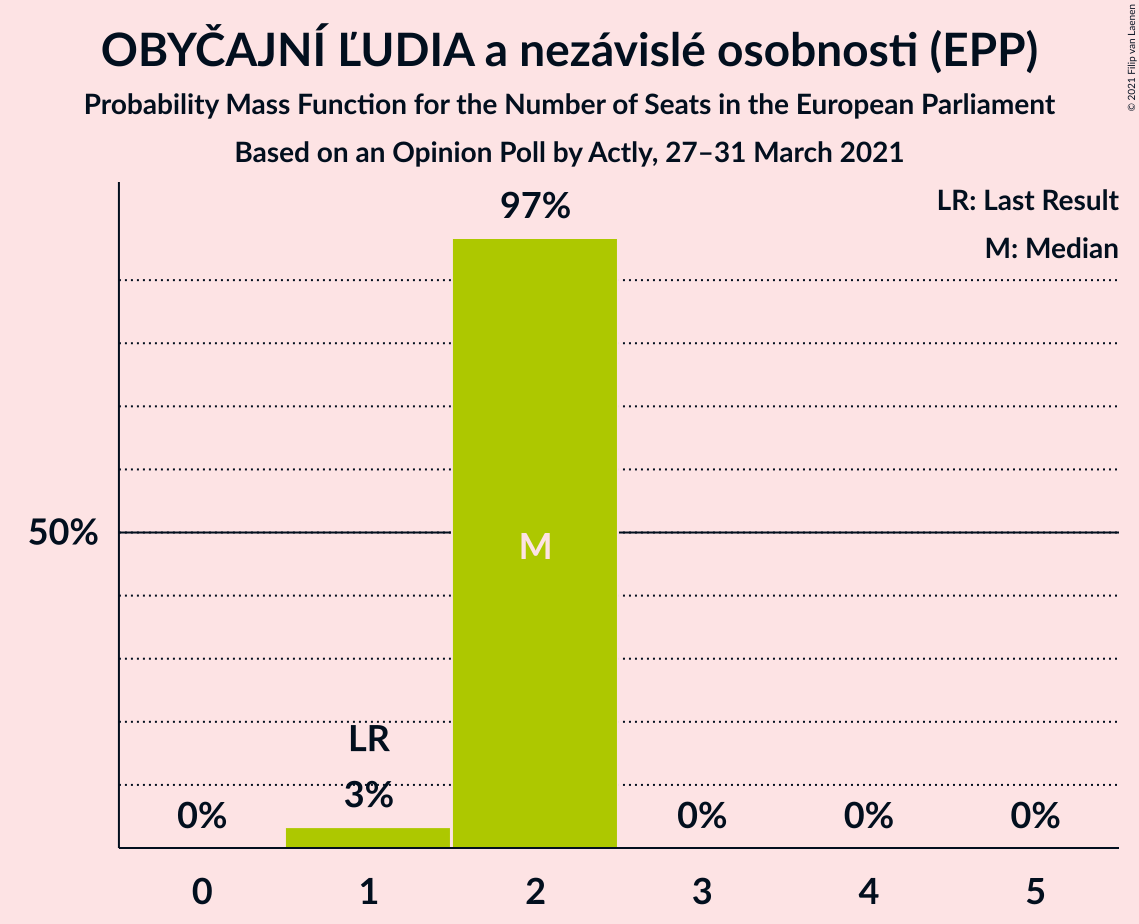 OBYČAJNÍ ĽUDIA a nezávislé osobnosti (EPP)
Probability Mass Function for the Number of Seats in the European Parliament
Based on an Opinion Poll by Actly, 27–31 March 2021
© 2021 Filip van Laenen
LR: Last Result
M: Median
97%
50%
M
LR
0%
3%
0%
0%
0%
0
1
2
3
4
5